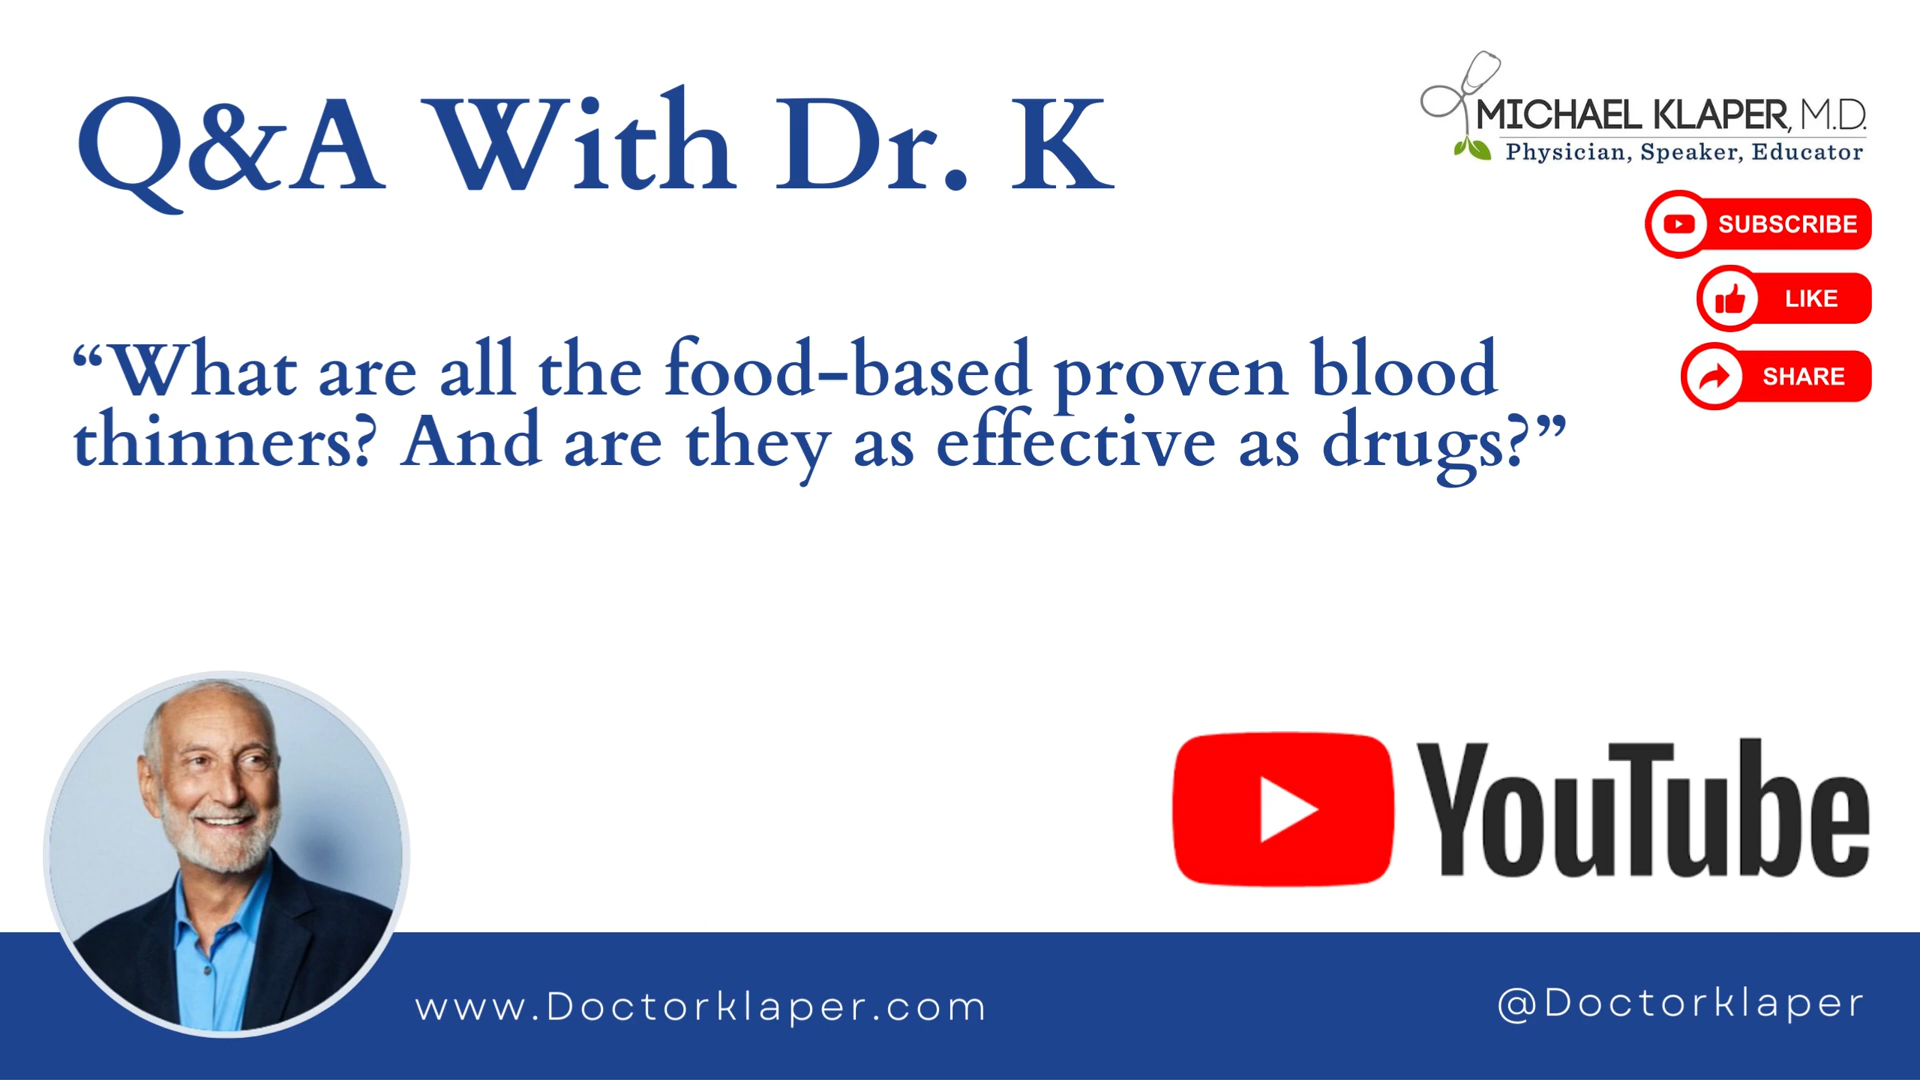 Q&A With Dr. K
MICHAEL KLAPER, M.D.
Physician, Speaker, Educator
SUBSCRIBE
LIKE
SHARE
“What are all the food-based proven blood
thinners? And are they as effective as drugs?”
YouTube
www.Doctorklaper.com
@Doctorklaper